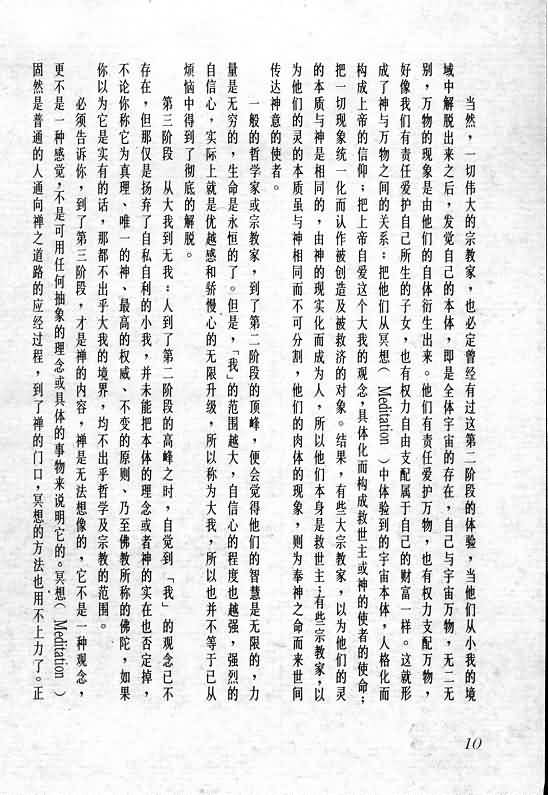 当然，一切伟大的宗教家，也必定曾经有过这第二阶段的体验，当他们从小我的境
域中解脱出来之后，发觉自己的本体，即是全体宇宙的存在，自己与宇宙万物，无二无
别，万物的现象是由他们的自体衍生出来。他们有责任爱护万物，也有权力支配万物，
好像我们有责任爱护自己所生的子女，也有权力自由支配属于自己的财富一样。这就形
成了神与万物之间的关系：把他们从冥想（Meditation）中体验到的宇宙本体，人格化而
构成上帝的信仰；把上帝自爱这个大我的观念，具体化而构成救世主或神的使者的使命；
把一切现象统一化而认作被创造及被救济的对象。结果，有些大宗教家，以为他们的灵
的本质与神是相同的，由神的现实化而成为人，所以他们本身是救世主；有些宗教家，以
为他们的灵的本质虽与神相同而不可分割，他们的肉体的现象，则为奉神之命而来世间
传达神意的使者。
一般的哲学家或宗教家，到了第二阶段的顶峰，便会觉得他们的智慧是无限的，力
量是无穷的，生命是永恒的了。但是，「我」的范围越大，自信心的程度也越强，强烈的
自信心，实际上就是优越感和骄慢心的无限升级，所以称为大我，所以也并不等于已从
烦恼中得到了彻底的解脱。
第三阶段　从大我到无我：人到了第二阶段的高峰之时，自觉到「我」的观念已不
存在，但那仅是扬弃了自私自利的小我，并未能把本体的理念或者神的实在也否定掉，
不论你称它为真理、唯一的神、最高的权威、不变的原则、乃至佛教所称的佛陀，如果
你以为它是实有的话，那都不出乎大我的境界，均不出乎哲学及宗教的范围。
必须告诉你，到了第三阶段，才是禅的内容，禅是无法想像的，它不是一种观念，
更不是一种感觉，不是可用任何抽象的理念或具体的事物来说明它的。冥想（Meditation）
固然是普通的人通向禅之道路的应经过程，到了禅的门口，冥想的方法也用不上力了。正
10